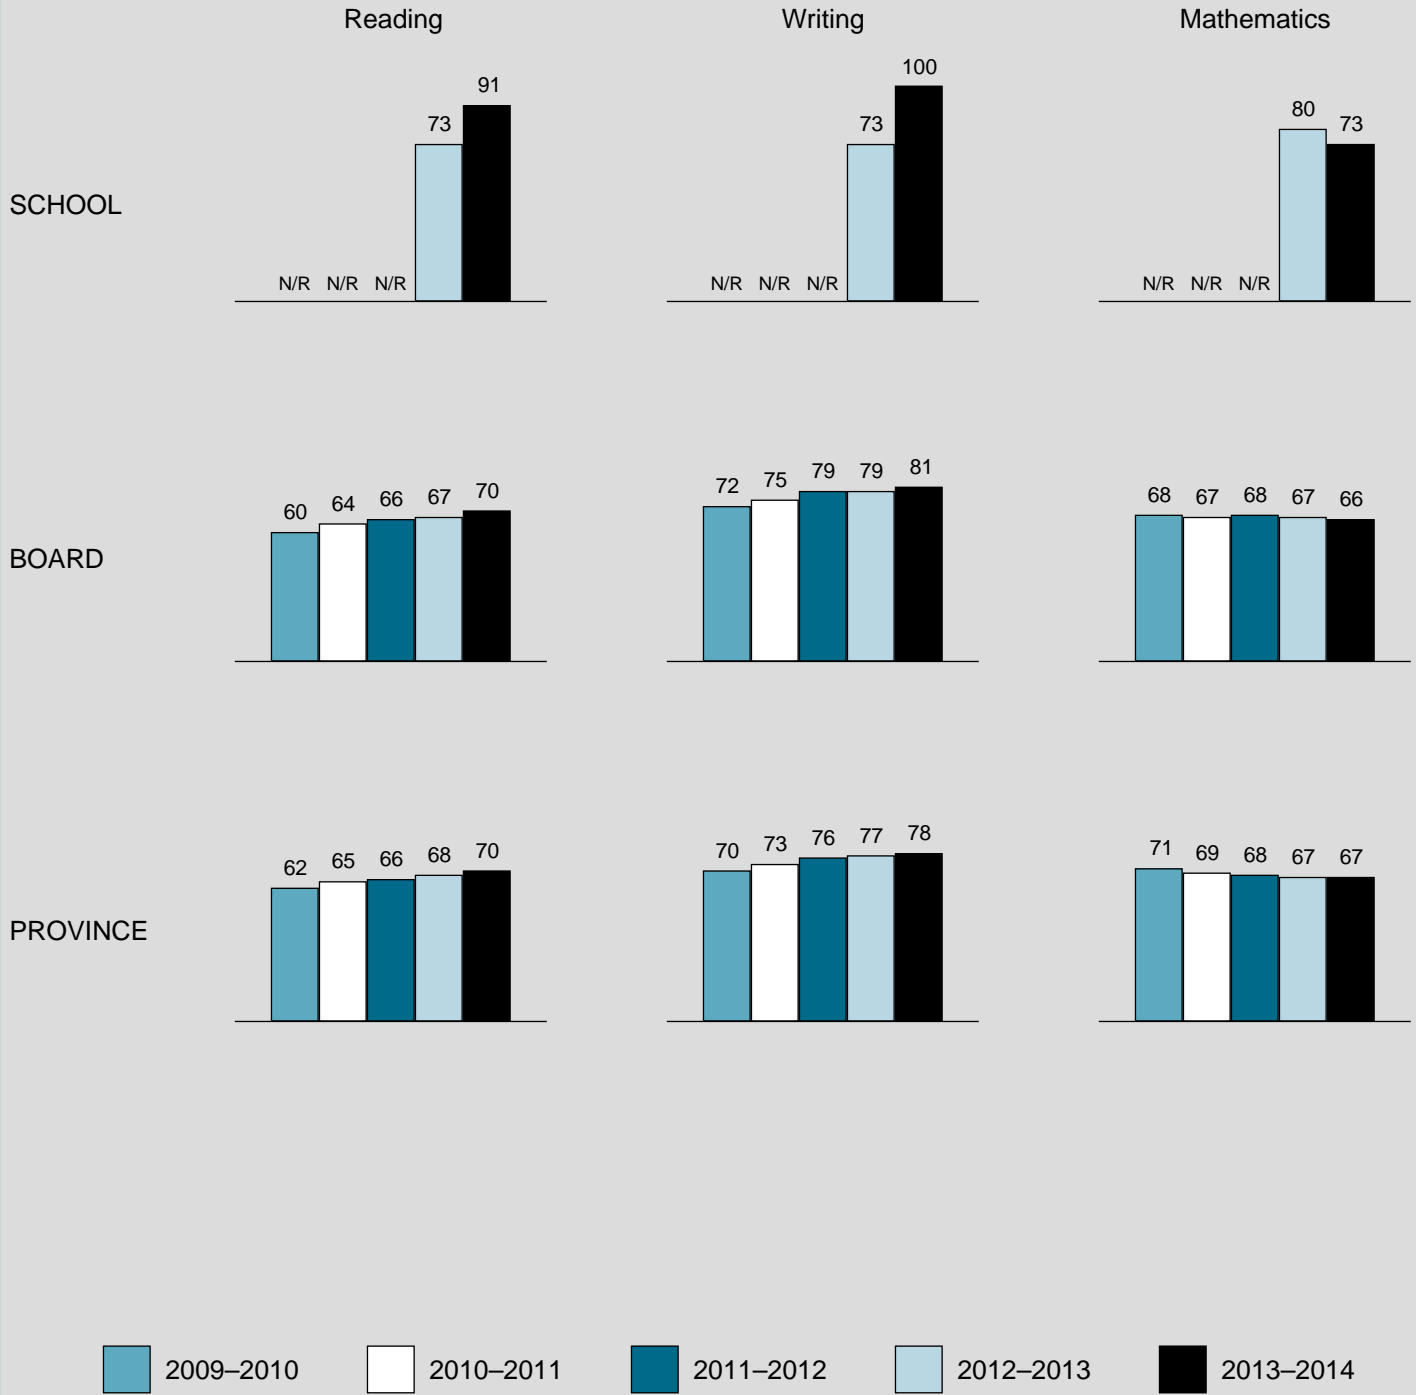 Reading Writing Mathematics
SCHOOL
73 91
N/R N/R N/R
73 100
N/R N/R N/R
80 73
N/R N/R N/R
BOARD
60 64 66 67 70
72 75 79 79 81
68 67 68 67 66
PROVINCE
62 65 66 68 70
70 73 76 77 78
71 69 68 67 67
2009–2010 2010–2011 2011–2012 2012–2013 2013–2014